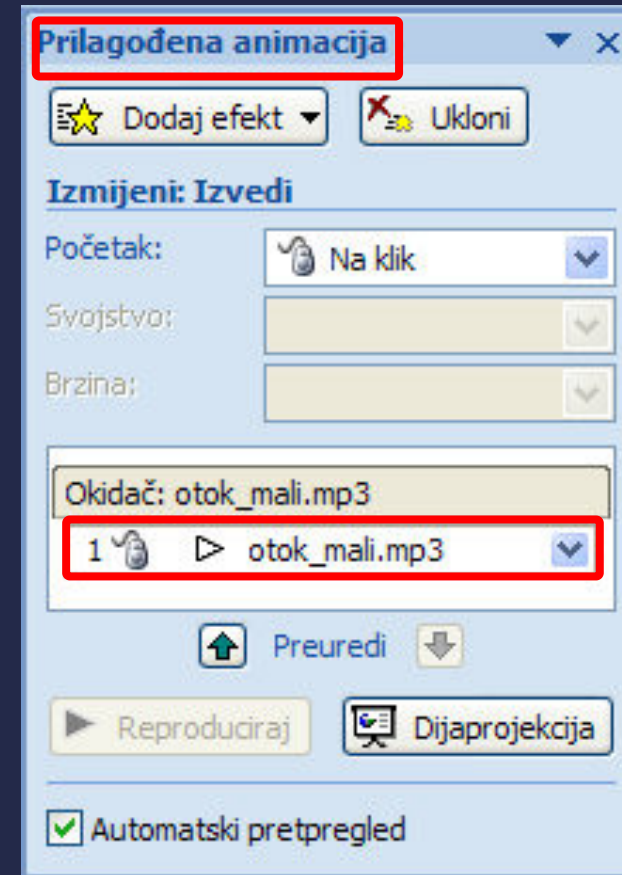 Prilagođena animacija
Dodaj efekt Ukloni
Izmijeni: Izvedi
Početak: Na klik
Svojstvo:
Brzina:
Okidač: otok_mali.mp3
1 otok_mali.mp3
Preuredi
Reproduciraj Dijaprojekcija
Automatski pretpregled